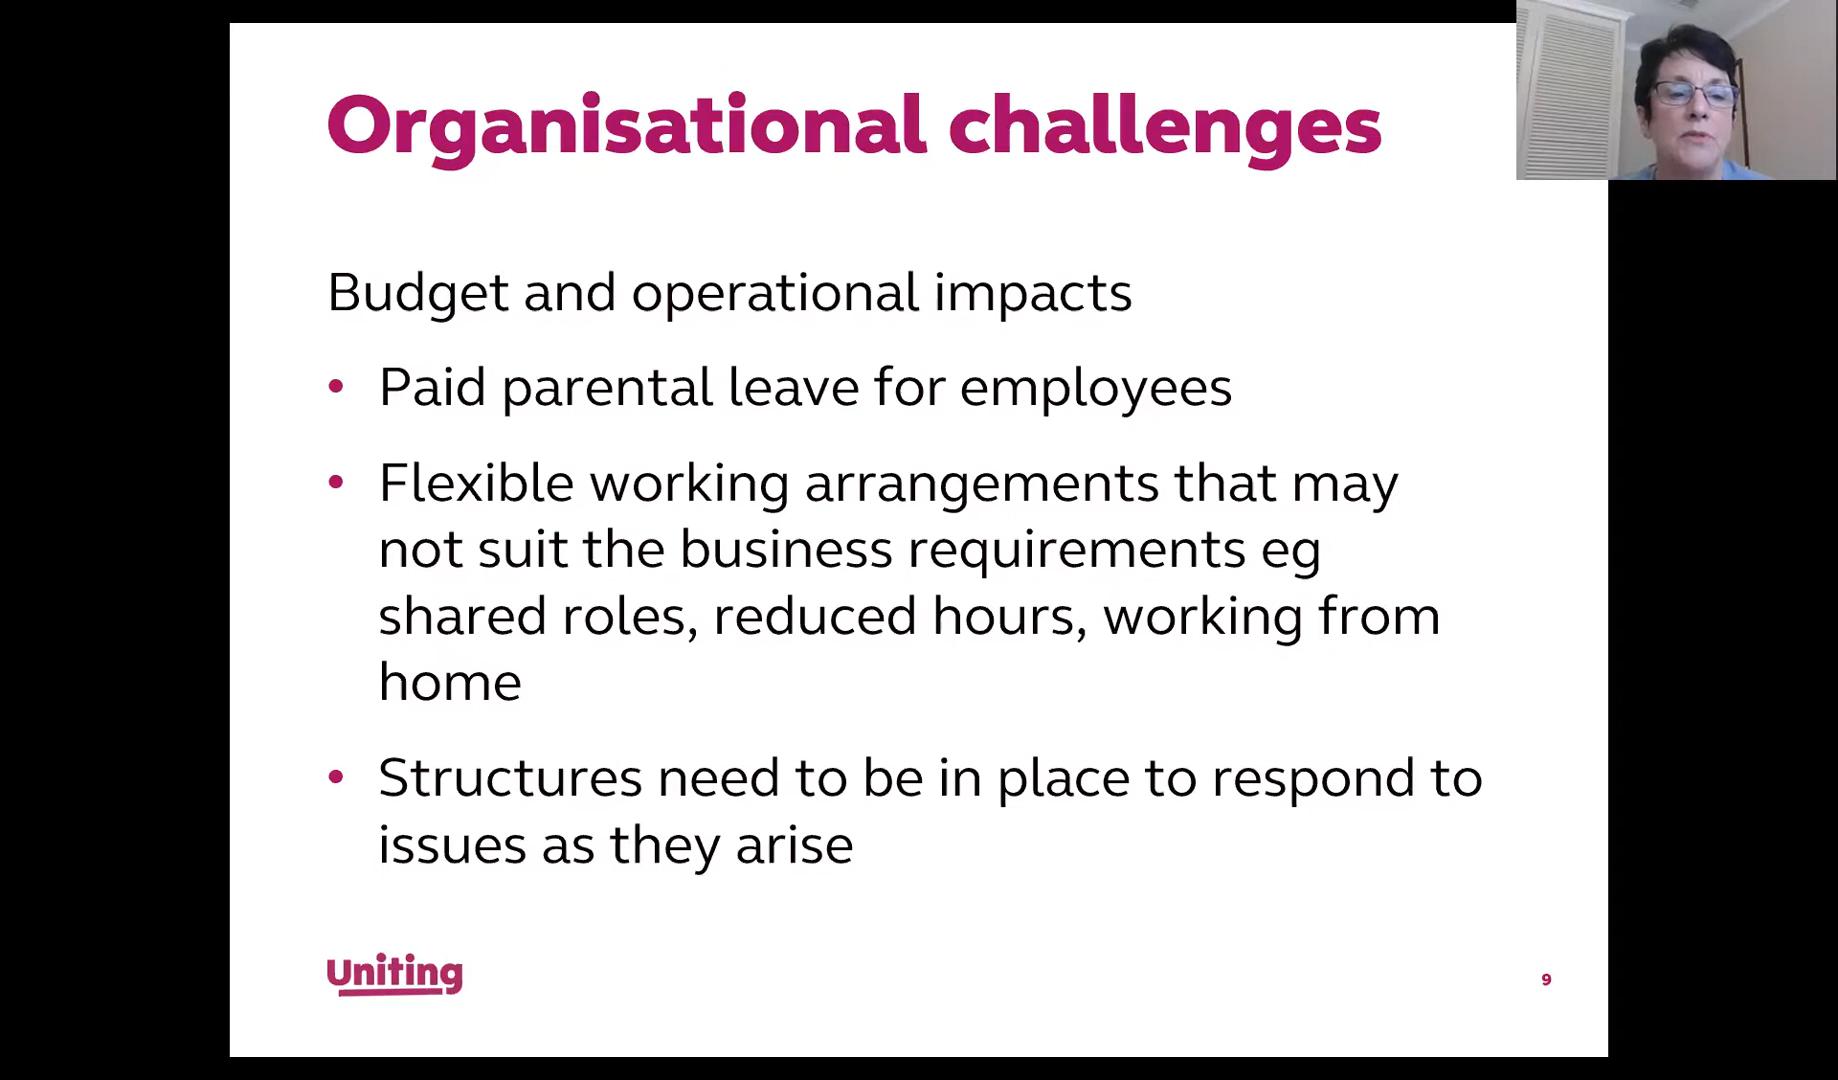 Organisational challenges
Budget and operational impacts
• Paid parental leave for employees
• Flexible working arrangements that may
not suit the business requirements eg
shared roles, reduced hours, working from
home
• Structures need to be in place to respond to
issues as they arise
Uniting
9